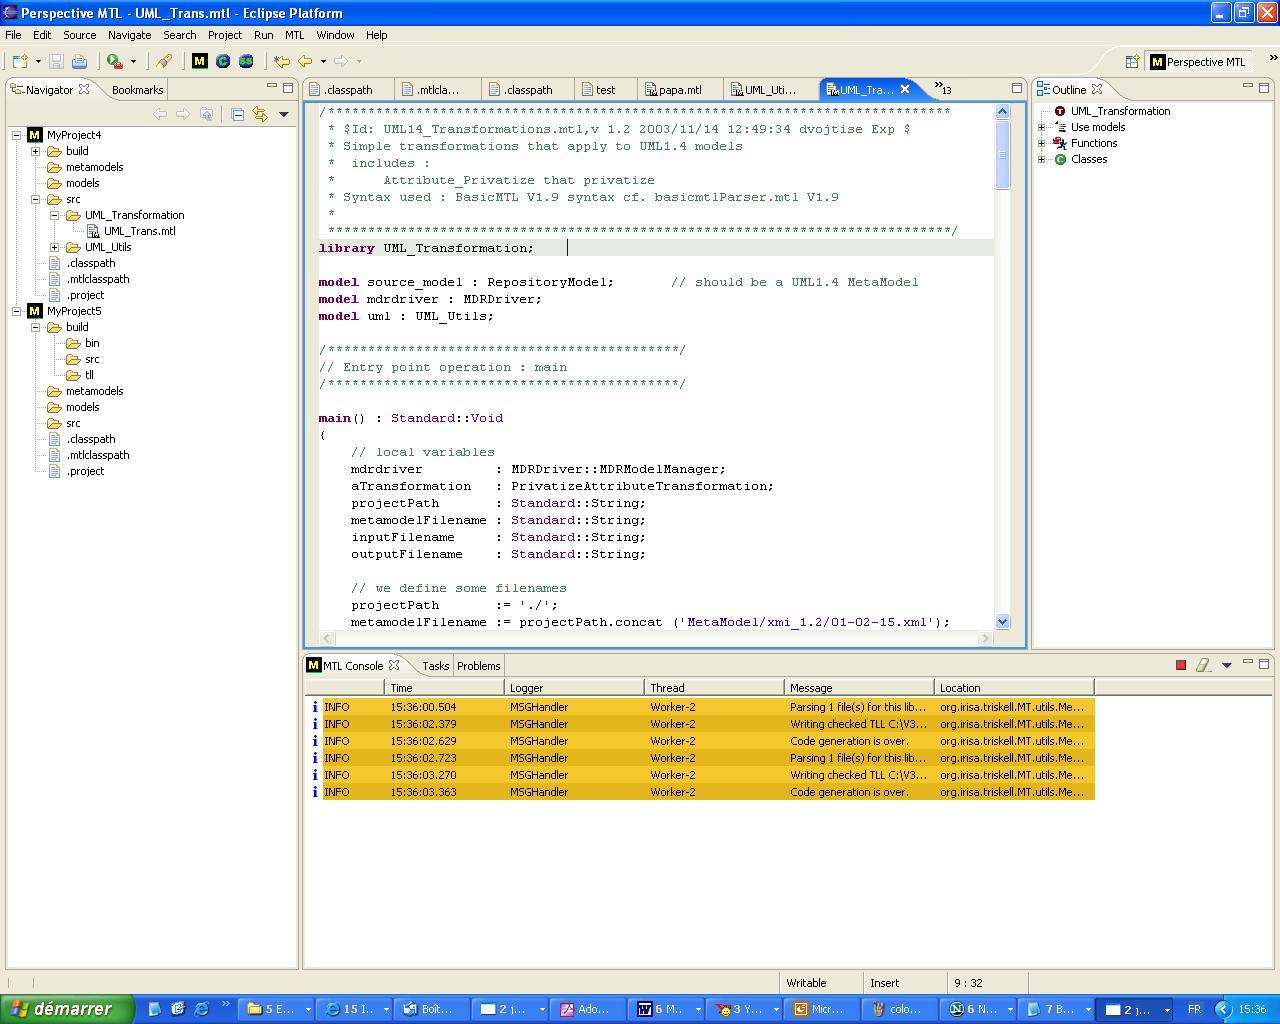 Perspective MTL - UML_Trans.mtl - Eclipse Platform
File Edit Source Navigate Search Project Run MTL Window Help
M C Perspective MTL
Navigator Bookmarks
MyProject4
build
metamodels
models
src
UML_Transformation
UML_Trans.mtl
UML_Utils
.classpath
.mtlclasspath
.project
MyProject5
build
bin
src
tll
metamodels
models
src
.classpath
.mtlclasspath
.project
.classpath .mtlcla... .classpath test papa.mtl UML_Uti... UML_Tra... 13
/*****************************************************************************
* $Id: UML14_Transformations.mtl,v 1.2 2003/11/14 12:49:34 dvojtise Exp $
* Simple transformations that apply to UML1.4 models
* includes :
* Attribute_Privatize that privatize
* Syntax used : BasicMTL V1.9 syntax cf. basicmtlParser.mtl V1.9
*
*****************************************************************************/
library UML_Transformation;
model source_model : RepositoryModel; // should be a UML1.4 MetaModel
model mdrdriver : MDRDriver;
model uml : UML_Utils;
/********************************************/
// Entry point operation : main
/********************************************/
main() : Standard::Void
{
// local variables
mdrdriver : MDRDriver::MDRModelManager;
aTransformation : PrivatizeAttributeTransformation;
projectPath : Standard::String;
metamodelFilename : Standard::String;
inputFilename : Standard::String;
outputFilename : Standard::String;
// we define some filenames
projectPath := './';
metamodelFilename := projectPath.concat ('MetaModel/xmi_1.2/01-02-15.xml');
Outline
UML_Transformation
Use models
Functions
Classes
MTL Console Tasks Problems
Time Logger Thread Message Location
INFO 15:36:00.504 MSGHandler Worker-2 Parsing 1 file(s) for this lib... org.irisa.triskell.MT.utils.Me...
INFO 15:36:02.379 MSGHandler Worker-2 Writing checked TLL C:\V3... org.irisa.triskell.MT.utils.Me...
INFO 15:36:02.629 MSGHandler Worker-2 Code generation is over. org.irisa.triskell.MT.utils.Me...
INFO 15:36:02.723 MSGHandler Worker-2 Parsing 1 file(s) for this lib... org.irisa.triskell.MT.utils.Me...
INFO 15:36:03.270 MSGHandler Worker-2 Writing checked TLL C:\V3... org.irisa.triskell.MT.utils.Me...
INFO 15:36:03.363 MSGHandler Worker-2 Code generation is over. org.irisa.triskell.MT.utils.Me...
Writable Insert 9 : 32
démarrer 5 E... 15 I... Boît... 2 j... Ado... 6 M... 3 Y... Micr... colo... 6 N... 7 B... 2 j... FR 15:36